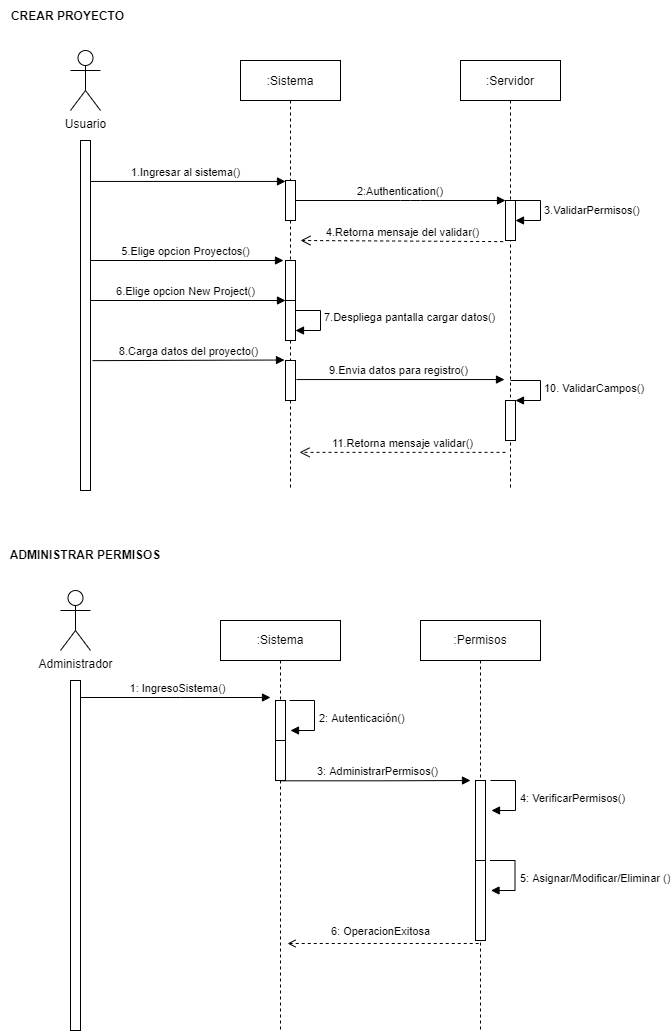 CREAR PROYECTO
:Sistema
:Servidor
Usuario
1.Ingresar al sistema()
2:Authentication()
3.ValidarPermisos()
4.Retorna mensaje del validar()
5.Elige opcion Proyectos()
6.Elige opcion New Project()
7.Despliega pantalla cargar datos()
8.Carga datos del proyecto()
9.Envia datos para registro()
10. ValidarCampos()
11.Retorna mensaje validar()
ADMINISTRAR PERMISOS
:Sistema
:Permisos
Administrador
1: IngresoSistema()
2: Autenticación()
3: AdministrarPermisos()
4: VerificarPermisos()
5: Asignar/Modificar/Eliminar ()
6: OperacionExitosa